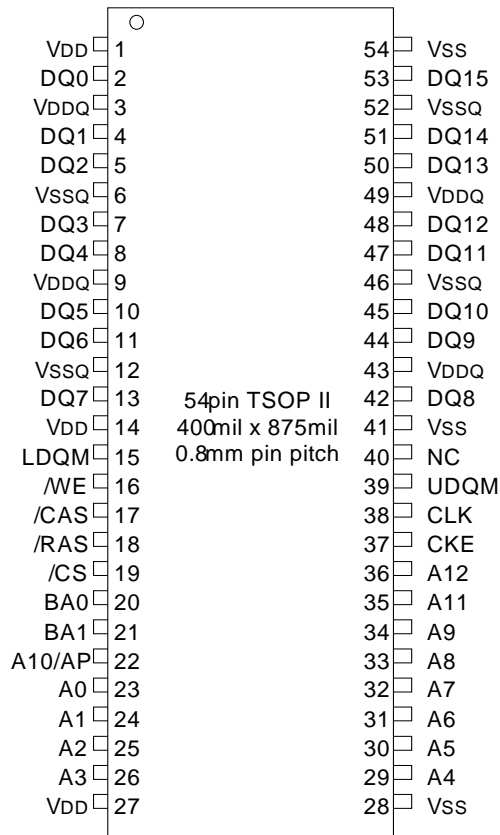 VDD 1 54 VSS
DQ0 2 53 DQ15
VDDQ 3 52 VSSQ
DQ1 4 51 DQ14
DQ2 5 50 DQ13
VSSQ 6 49 VDDQ
DQ3 7 48 DQ12
DQ4 8 47 DQ11
VDDQ 9 46 VSSQ
DQ5 10 45 DQ10
DQ6 11 44 DQ9
VSSQ 12 43 VDDQ
DQ7 13 54pin TSOP II 42 DQ8
VDD 14 400mil x 875mil 41 VSS
LDQM 15 0.8mm pin pitch 40 NC
/WE 16 39 UDQM
/CAS 17 38 CLK
/RAS 18 37 CKE
/CS 19 36 A12
BA0 20 35 A11
BA1 21 34 A9
A10/AP 22 33 A8
A0 23 32 A7
A1 24 31 A6
A2 25 30 A5
A3 26 29 A4
VDD 27 28 VSS